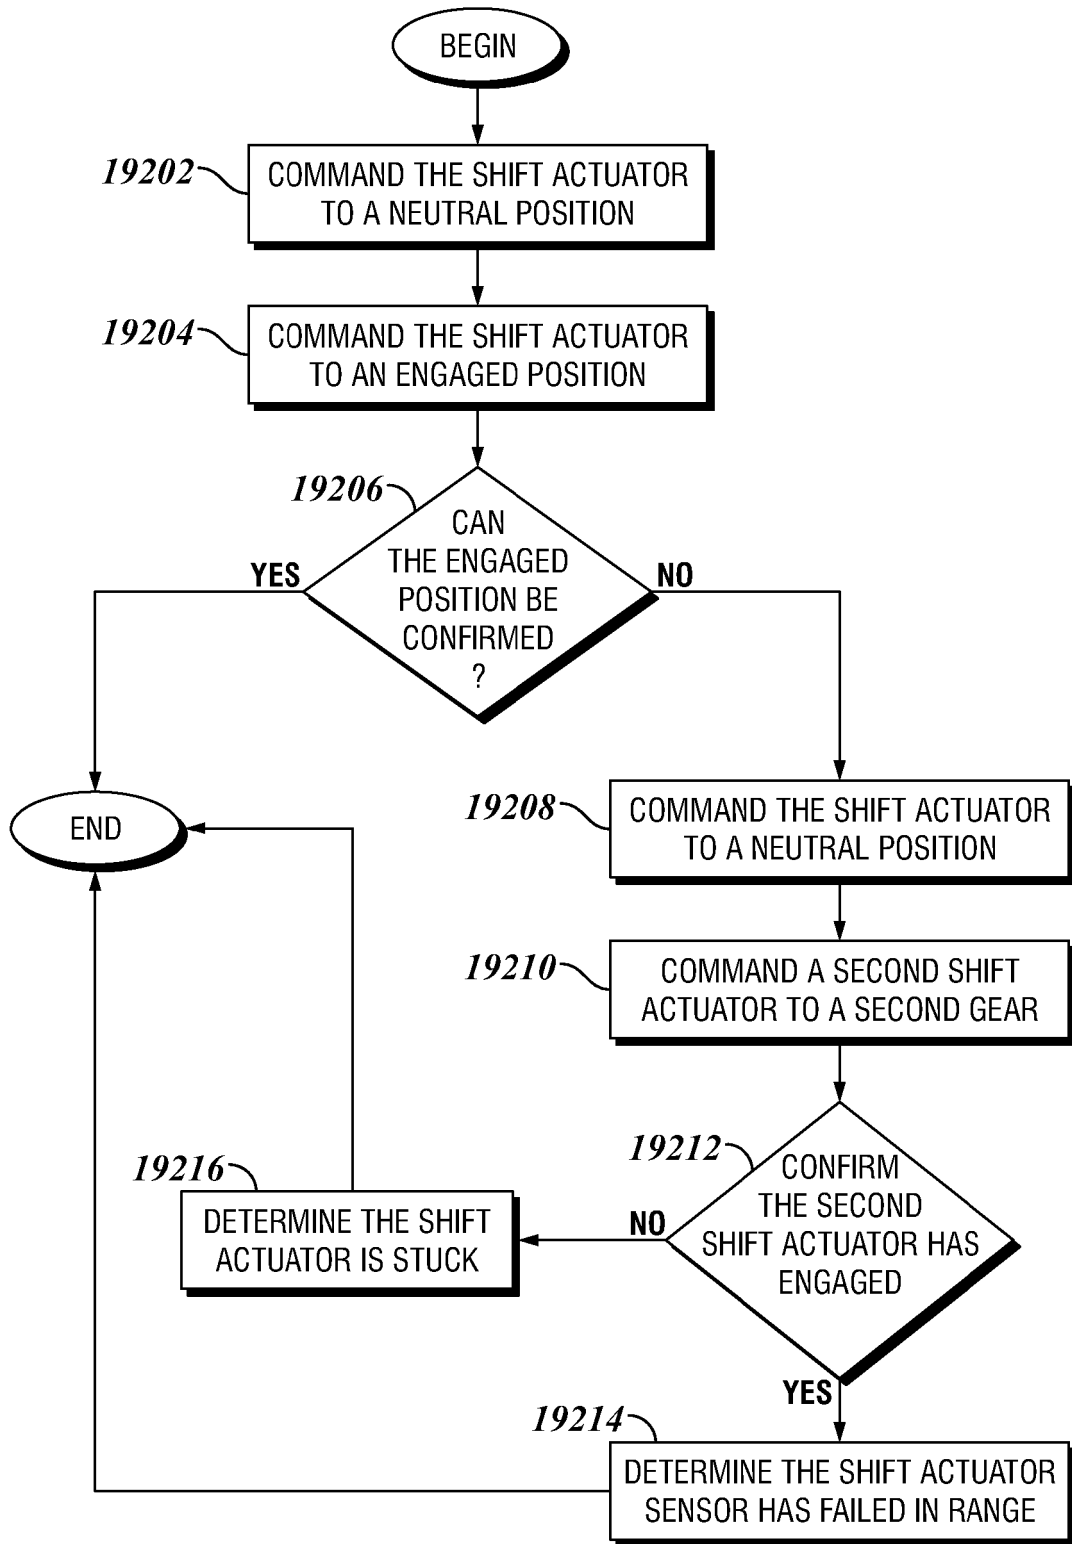 BEGIN
19202
COMMAND THE SHIFT ACTUATOR
TO A NEUTRAL POSITION
19204
COMMAND THE SHIFT ACTUATOR
TO AN ENGAGED POSITION
19206
CAN
THE ENGAGED
POSITION BE
CONFIRMED
?
YES
NO
END
19208
COMMAND THE SHIFT ACTUATOR
TO A NEUTRAL POSITION
19210
COMMAND A SECOND SHIFT
ACTUATOR TO A SECOND GEAR
19212
CONFIRM
THE SECOND
SHIFT ACTUATOR HAS
ENGAGED
NO
19216
DETERMINE THE SHIFT
ACTUATOR IS STUCK
YES
19214
DETERMINE THE SHIFT ACTUATOR
SENSOR HAS FAILED IN RANGE